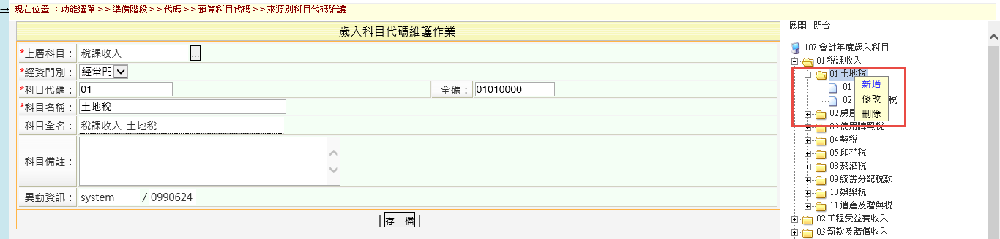 現在位置 ：功能選單>>準備階段>>代碼>>預算科目代碼>>來源別科目代碼維護
歲入科目代碼維護作業
*上層科目： 稅課收入 ...
*經資門別： 經常門
*科目代碼： 01 全碼： 01010000
*科目名稱： 土地稅
科目全名： 稅課收入-土地稅
科目備註：
異動資訊： system / 0990624
| 存 檔 |
展開 | 閉合
107 會計年度歲入科目
01 稅課收入
01 土地稅
01
02 稅
02 房屋
03 使用牌照稅
04 契稅
05 印花稅
08 菸酒稅
09 統籌分配稅款
10 娛樂稅
11 遺產及贈與稅
02 工程受益費收入
03 罰款及賠償收入
新增
修改
刪除